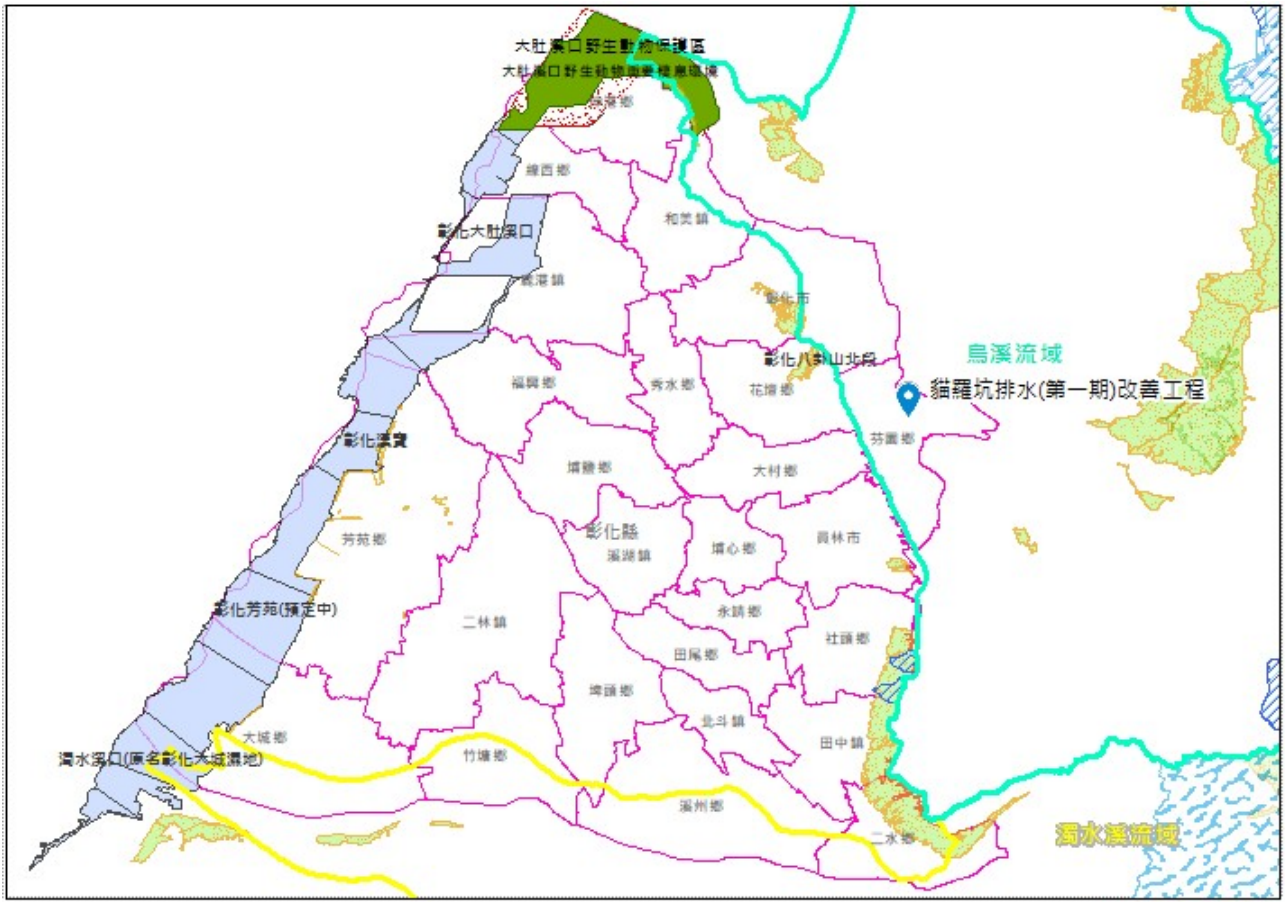 大肚溪口野生動物保護區
大肚溪口野生動物重要棲息環境
伸港鄉
線西鄉
和美鎮
彰化大肚溪口
鹿港鎮
彰化市
烏溪流域
彰化八卦山北段
貓羅坑排水(第一期)改善工程
福興鄉
秀水鄉
花壇鄉
芬園鄉
彰化漢寶
埔鹽鄉
大村鄉
彰化縣
芳苑鄉
溪湖鎮
埔心鄉
員林市
彰化芳苑(預定中)
二林鎮
永靖鄉
社頭鄉
田尾鄉
埤頭鄉
北斗鎮
大城鄉
田中鎮
濁水溪口(原名彰化大城濕地)
竹塘鄉
溪州鄉
二水鄉
濁水溪流域